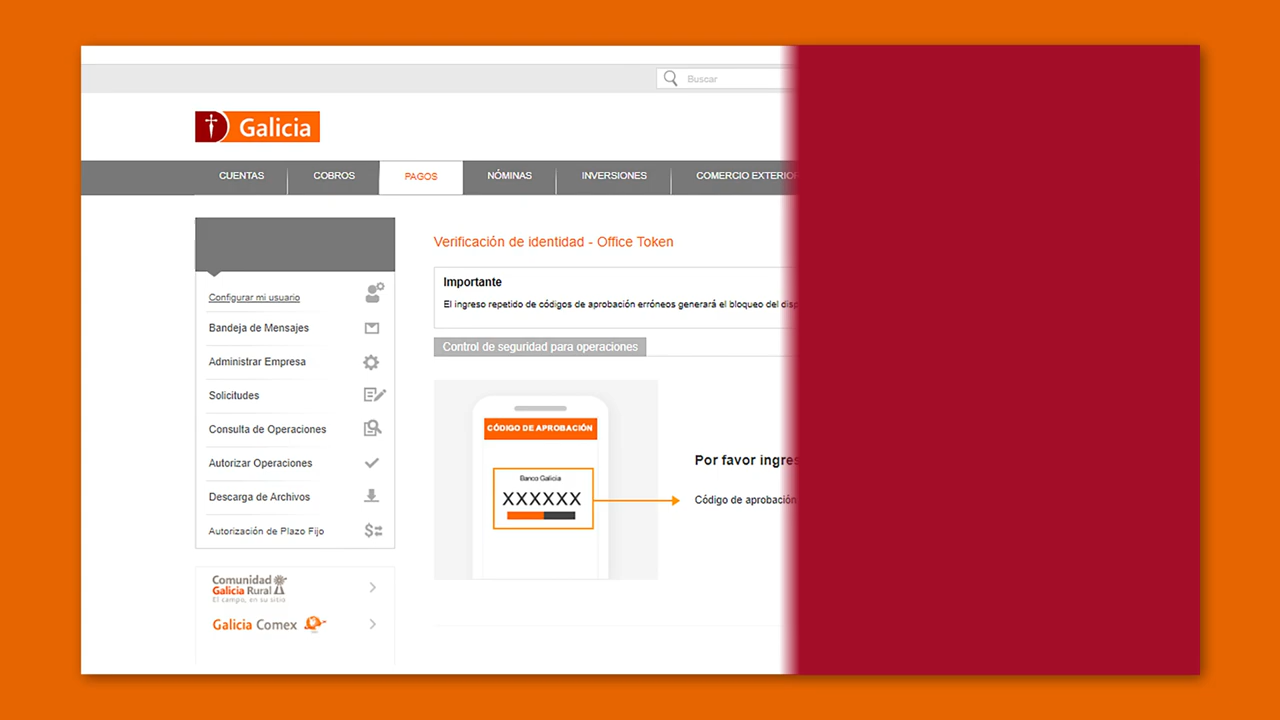 Buscar
Galicia
CUENTAS
COBROS
PAGOS
NÓMINAS
INVERSIONES
COMERCIO EXTERIOR
Configurar mi usuario
Bandeja de Mensajes
Administrar Empresa
Solicitudes
Consulta de Operaciones
Autorizar Operaciones
Descarga de Archivos
Autorización de Plazo Fijo
Comunidad
Galicia Rural
El campo, en su sitio
Galicia Comex
Verificación de identidad - Office Token
Importante
El ingreso repetido de códigos de aprobación erróneos generará el bloqueo del disp
Control de seguridad para operaciones
CÓDIGO DE APROBACIÓN
Banco Galicia
XXXXXX
Por favor ingres
Código de aprobación